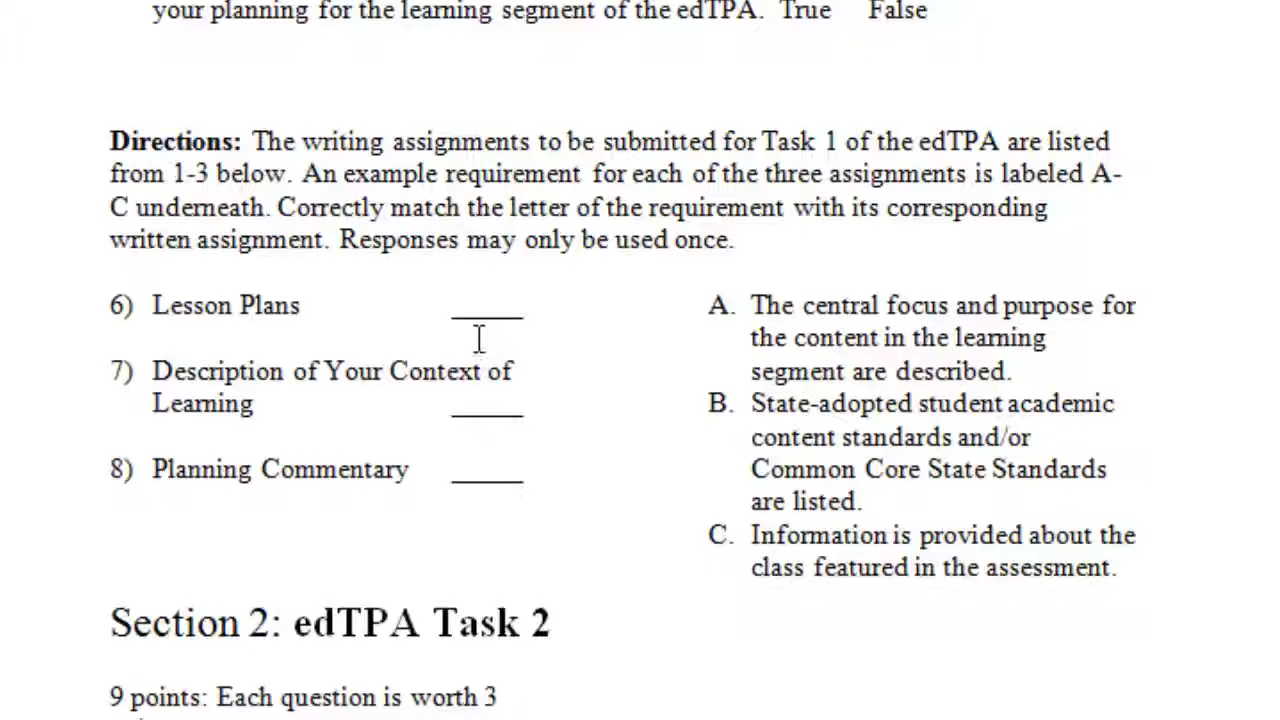 your planning for the learning segment of the edTPA. True False
Directions: The writing assignments to be submitted for Task 1 of the edTPA are listed
from 1-3 below. An example requirement for each of the three assignments is labeled A-
C underneath. Correctly match the letter of the requirement with its corresponding
written assignment. Responses may only be used once.
6) Lesson Plans _____
7) Description of Your Context of
Learning _____
8) Planning Commentary _____
A. The central focus and purpose for
the content in the learning
segment are described.
B. State-adopted student academic
content standards and/or
Common Core State Standards
are listed.
C. Information is provided about the
class featured in the assessment.
Section 2: edTPA Task 2
9 points: Each question is worth 3